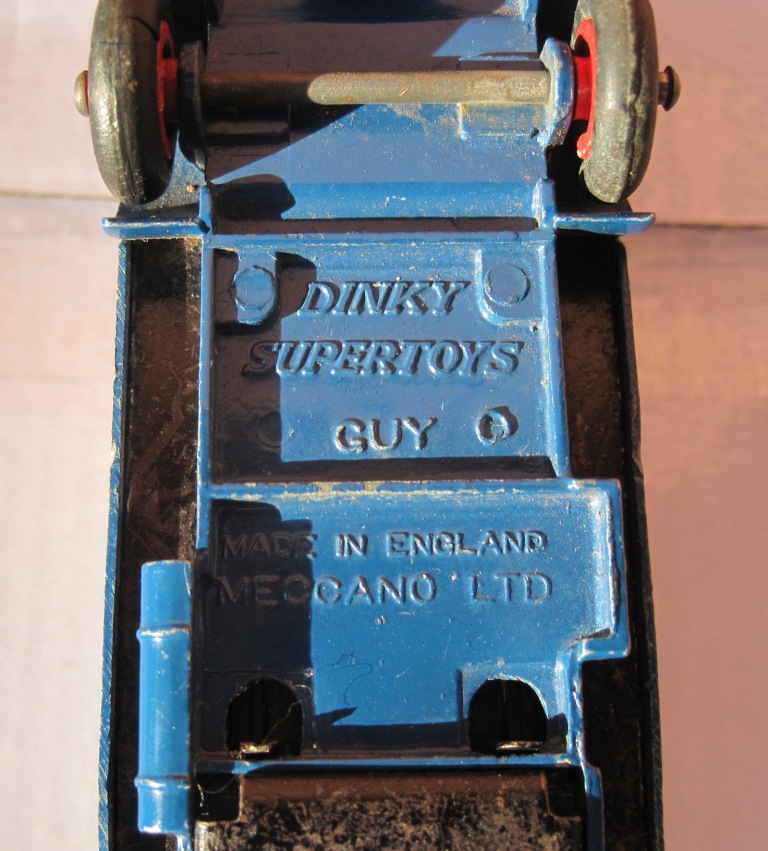 DINKY
SUPERTOYS
GUY
MADE IN ENGLAND
MECCANO LTD